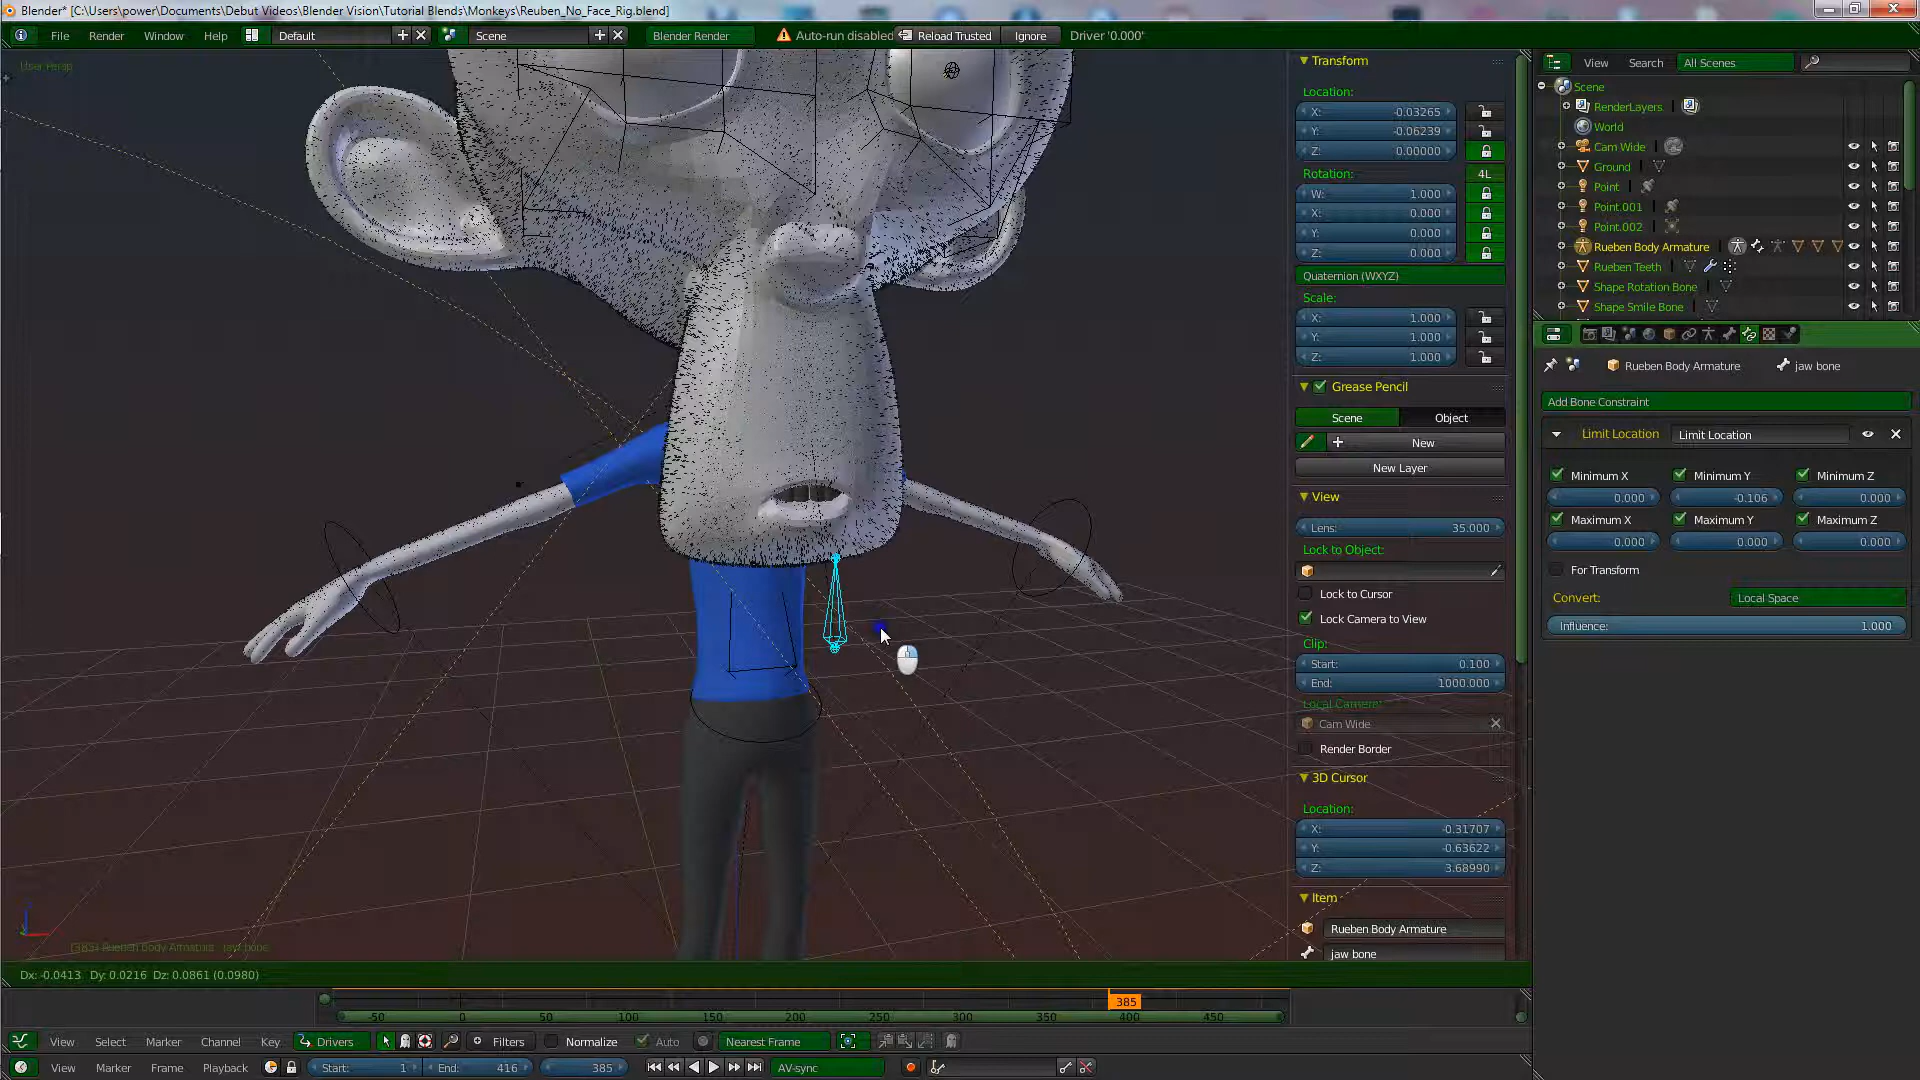 Blender* [C:\Users\power\Documents\Debut Videos\Blender Vision\Tutorial Blends\Monkeys\Reuben_No_Face_Rig.blend]
File Render Window Help Default Scene Blender Render Auto-run disabled Reload Trusted Ignore Driver '0.000'
User Persp
Transform
Location:
X: -0.03265
Y: -0.06239
Z: 0.00000
Rotation: 4L
W: 1.000
X: 0.000
Y: 0.000
Z: 0.000
Quaternion (WXYZ)
Scale:
X: 1.000
Y: 1.000
Z: 1.000
Grease Pencil
Scene Object
New
New Layer
View
Lens: 35.000
Lock to Object:
Lock to Cursor
Lock Camera to View
Clip:
Start: 0.100
End: 1000.000
Local Camera:
Cam Wide
Render Border
3D Cursor
Location:
X: -0.31707
Y: -0.63622
Z: 3.68990
Item
Rueben Body Armature
jaw bone
View Search All Scenes
Scene
RenderLayers
World
Cam Wide
Ground
Point
Point.001
Point.002
Rueben Body Armature
Rueben Teeth
Shape Rotation Bone
Shape Smile Bone
Rueben Body Armature jaw bone
Add Bone Constraint
Limit Location Limit Location
Minimum X Minimum Y Minimum Z
0.000 -0.106 0.000
Maximum X Maximum Y Maximum Z
0.000 0.000 0.000
For Transform
Convert: Local Space
Influence: 1.000
(385) Rueben Body Armature : jaw bone
Dx: -0.0413 Dy: 0.0216 Dz: 0.0861 (0.0980)
385
-50 0 50 100 150 200 250 300 350 400 450
View Select Marker Channel Key Drivers Filters Normalize Auto Nearest Frame
View Marker Frame Playback Start: 1 End: 416 385 AV-sync